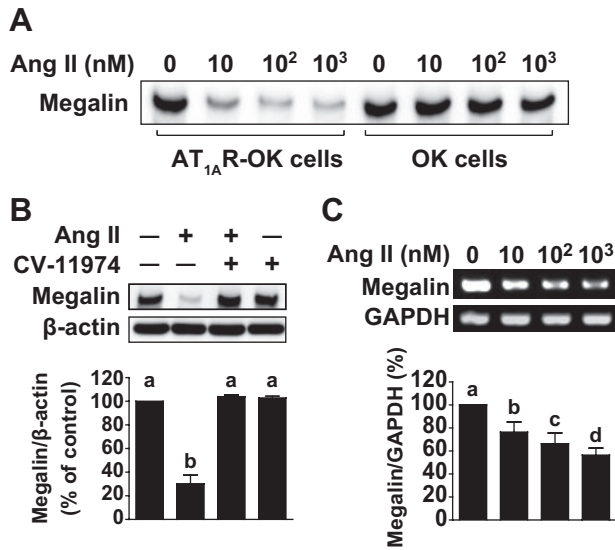 A
Ang II (nM) 0 10 10² 10³ 0 10 10² 10³
Megalin
AT1AR-OK cells OK cells
B
Ang II — + + —
CV-11974 — — + +
Megalin
β-actin
Megalin/β-actin
(% of control)
120
100
80
60
40
20
0
a b a a
C
Ang II (nM) 0 10 10² 10³
Megalin
GAPDH
Megalin/GAPDH (%)
120
100
80
60
40
20
0
a b c d